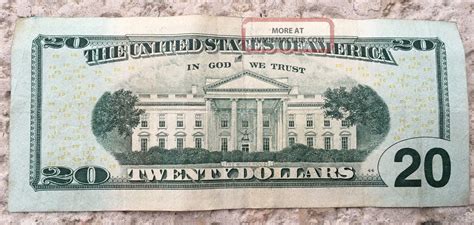 20
THE UNITED STATES OF AMERICA
MORE AT
20
IN GOD WE TRUST
20
TWENTY DOLLARS
20